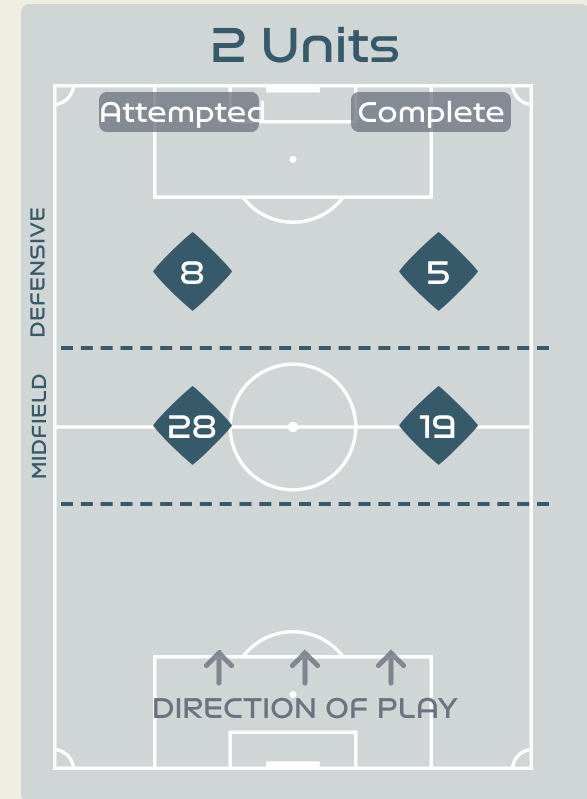 2 Units
Attempted
Complete
DEFENSIVE
8
5
MIDFIELD
28
19
DIRECTION OF PLAY